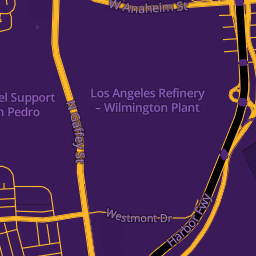 W Anaheim St
Los Angeles Refinery
– Wilmington Plant
el Support
n Pedro
N Gaffey St
Westmont Dr
Harbor Fwy